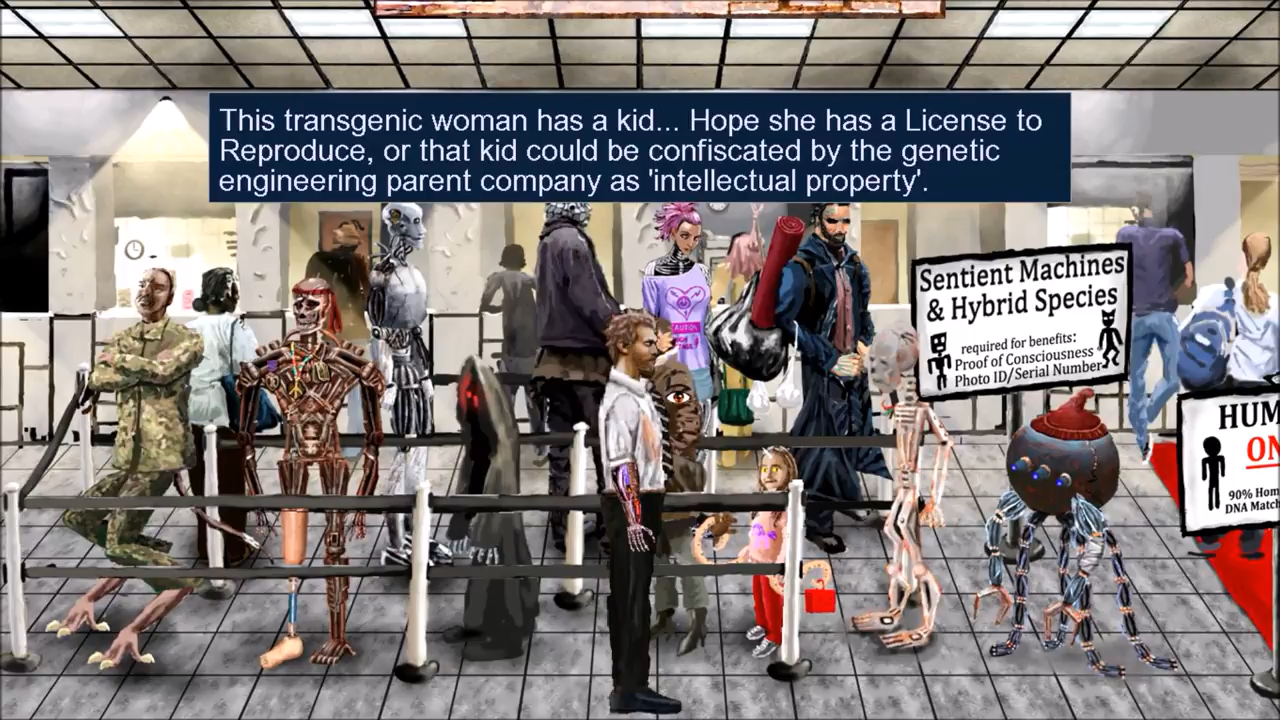 This transgenic woman has a kid... Hope she has a License to
Reproduce, or that kid could be confiscated by the genetic
engineering parent company as 'intellectual property'.
Sentient Machines
& Hybrid Species
required for benefits:
Proof of Consciousness
Photo ID/Serial Number
HUM
ON
90% Hom
DNA Match
CAUTION